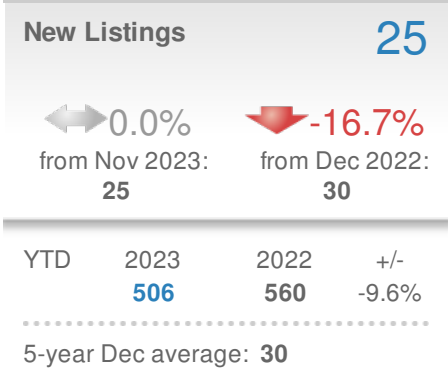 New Listings 25
0.0% -16.7%
from Nov 2023: from Dec 2022:
25 30
YTD 2023 2022 +/-
506 560 -9.6%
5-year Dec average: 30